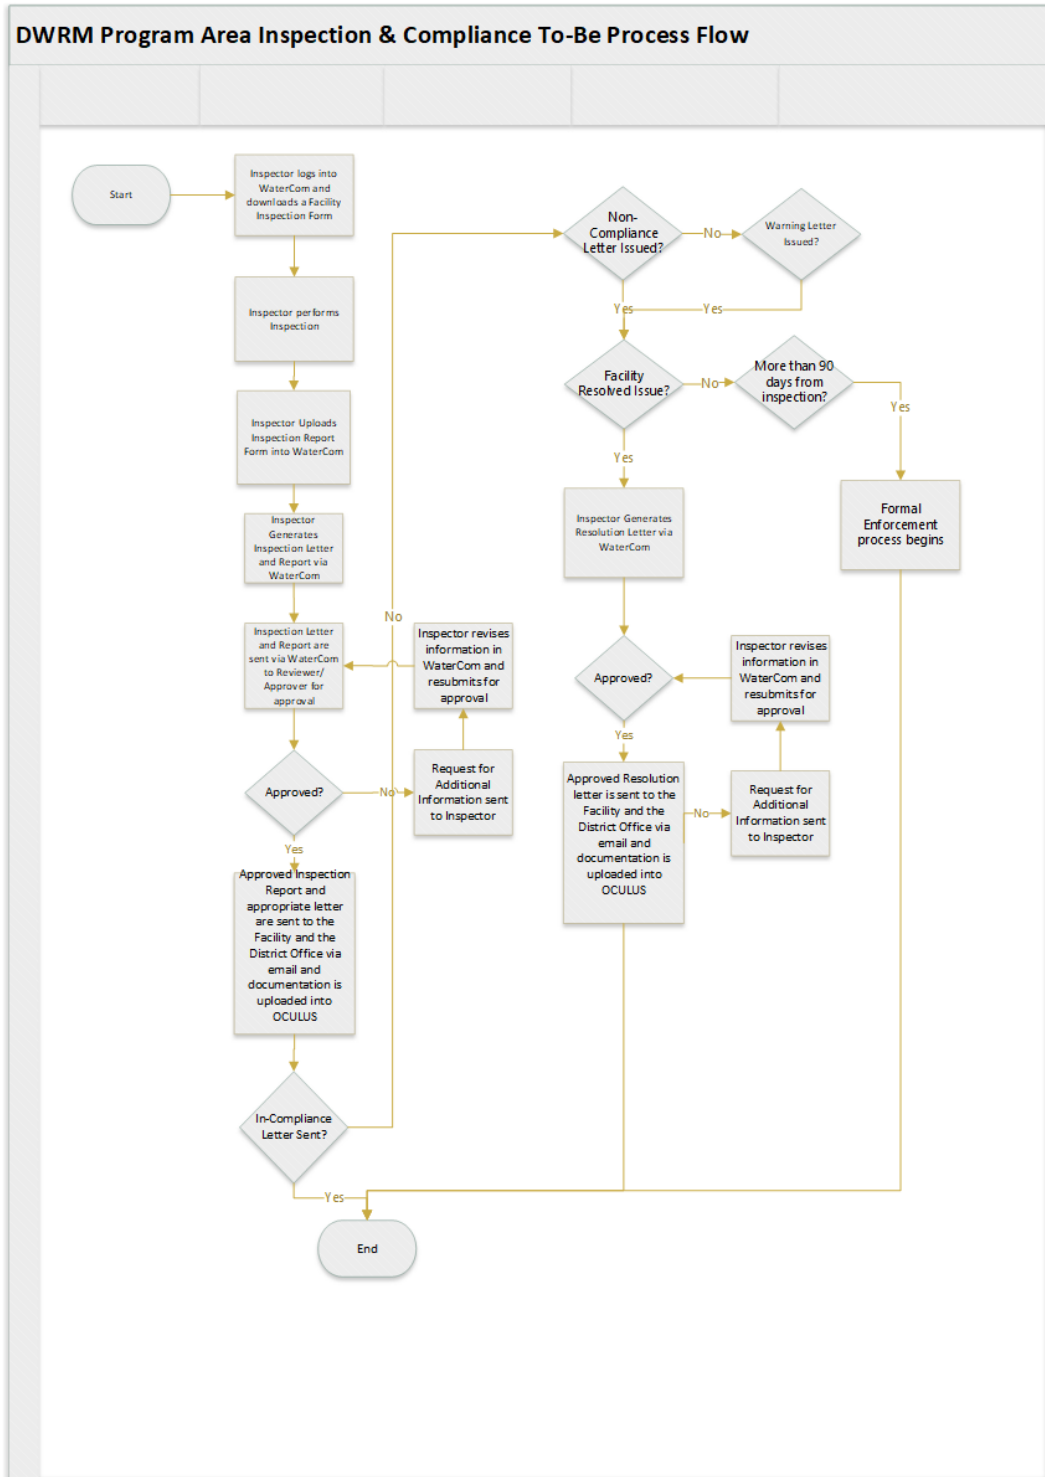 DWRM Program Area Inspection & Compliance To-Be Process Flow
Start
Inspector logs into
WaterCom and
downloads a Facility
Inspection Form
Inspector performs
Inspection
Inspector Uploads
Inspection Report
Form into WaterCom
Inspector
Generates
Inspection Letter
and Report via
WaterCom
Inspection Letter
and Report are
sent via WaterCom
to Reviewer/
Approver for
approval
Approved?
No
Request for
Additional
Information sent
to Inspector
Inspector revises
information in
WaterCom and
resubmits for
approval
Yes
Approved Inspection
Report and
appropriate letter
are sent to the
Facility and the
District Office via
email and
documentation is
uploaded into
OCULUS
In-Compliance
Letter Sent?
Yes
End
No
Non-
Compliance
Letter Issued?
No
Warning Letter
Issued?
Yes
Yes
Facility
Resolved Issue?
No
More than 90
days from
inspection?
Yes
Formal
Enforcement
process begins
Yes
Inspector Generates
Resolution Letter via
WaterCom
Approved?
Inspector revises
information in
WaterCom and
resubmits for
approval
Yes
Approved Resolution
letter is sent to the
Facility and the
District Office via
email and
documentation is
uploaded into
OCULUS
No
Request for
Additional
Information sent
to Inspector